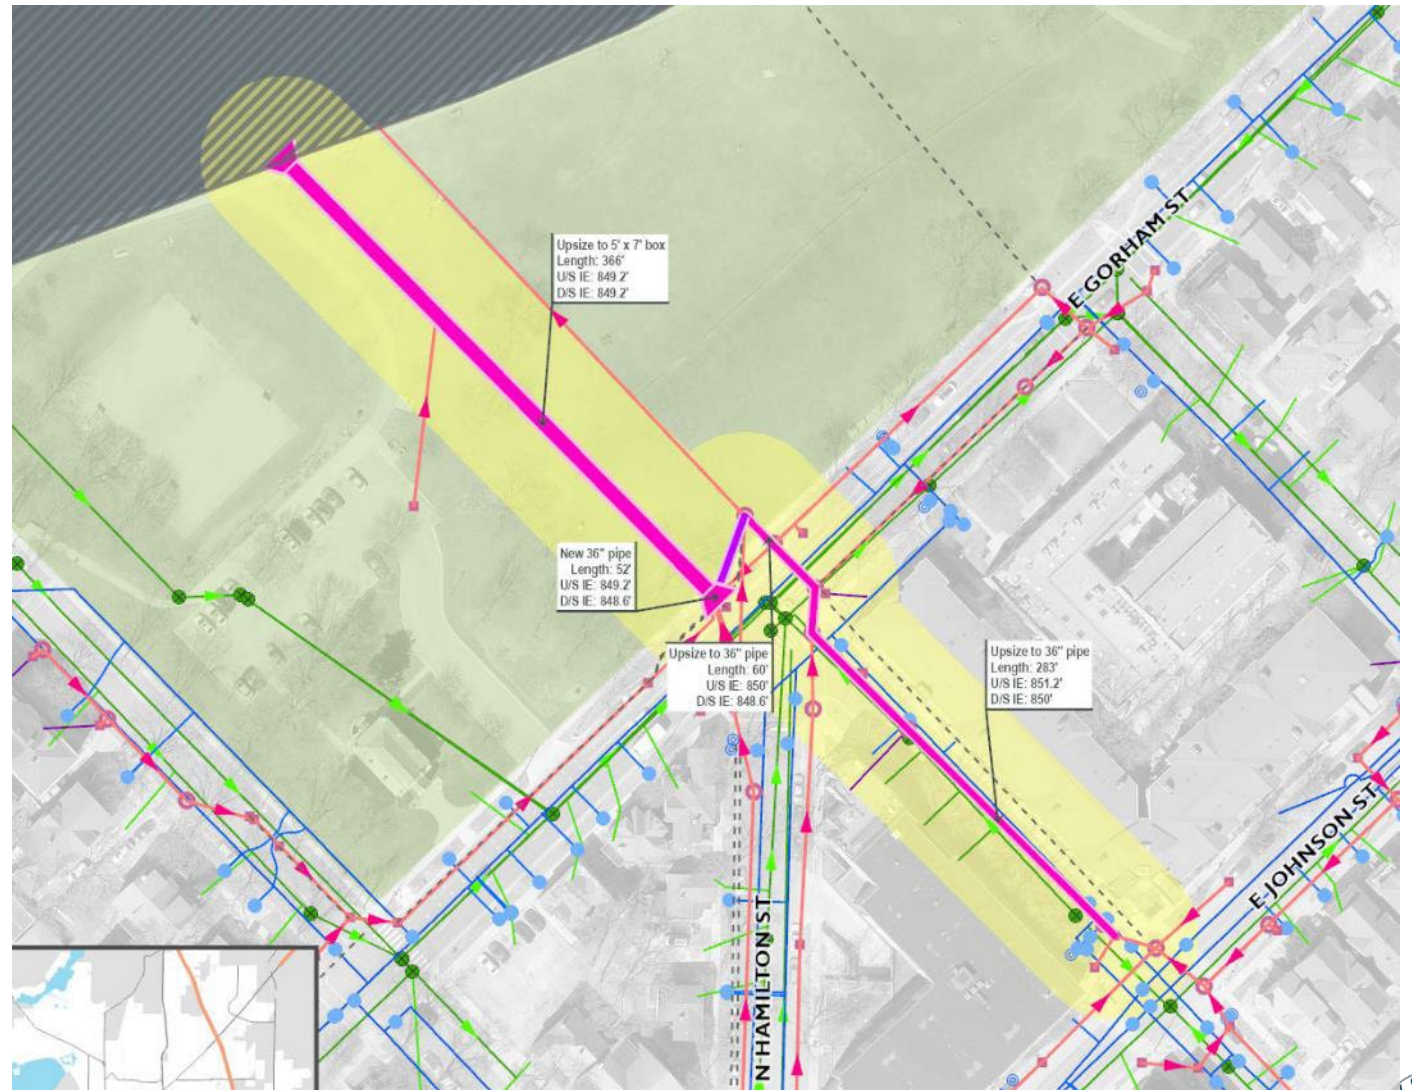 E GORHAM ST
Upsize to 5' x 7' box
Length: 366'
U/S IE: 849.2'
D/S IE: 849.2'
New 36" pipe
Length: 52'
U/S IE: 849.2'
D/S IE: 848.6'
Upsize to 36" pipe
Length: 60'
U/S IE: 850'
D/S IE: 848.6'
Upsize to 36" pipe
Length: 283'
U/S IE: 851.2'
D/S IE: 850'
E JOHNSON ST
N HAMILTON ST